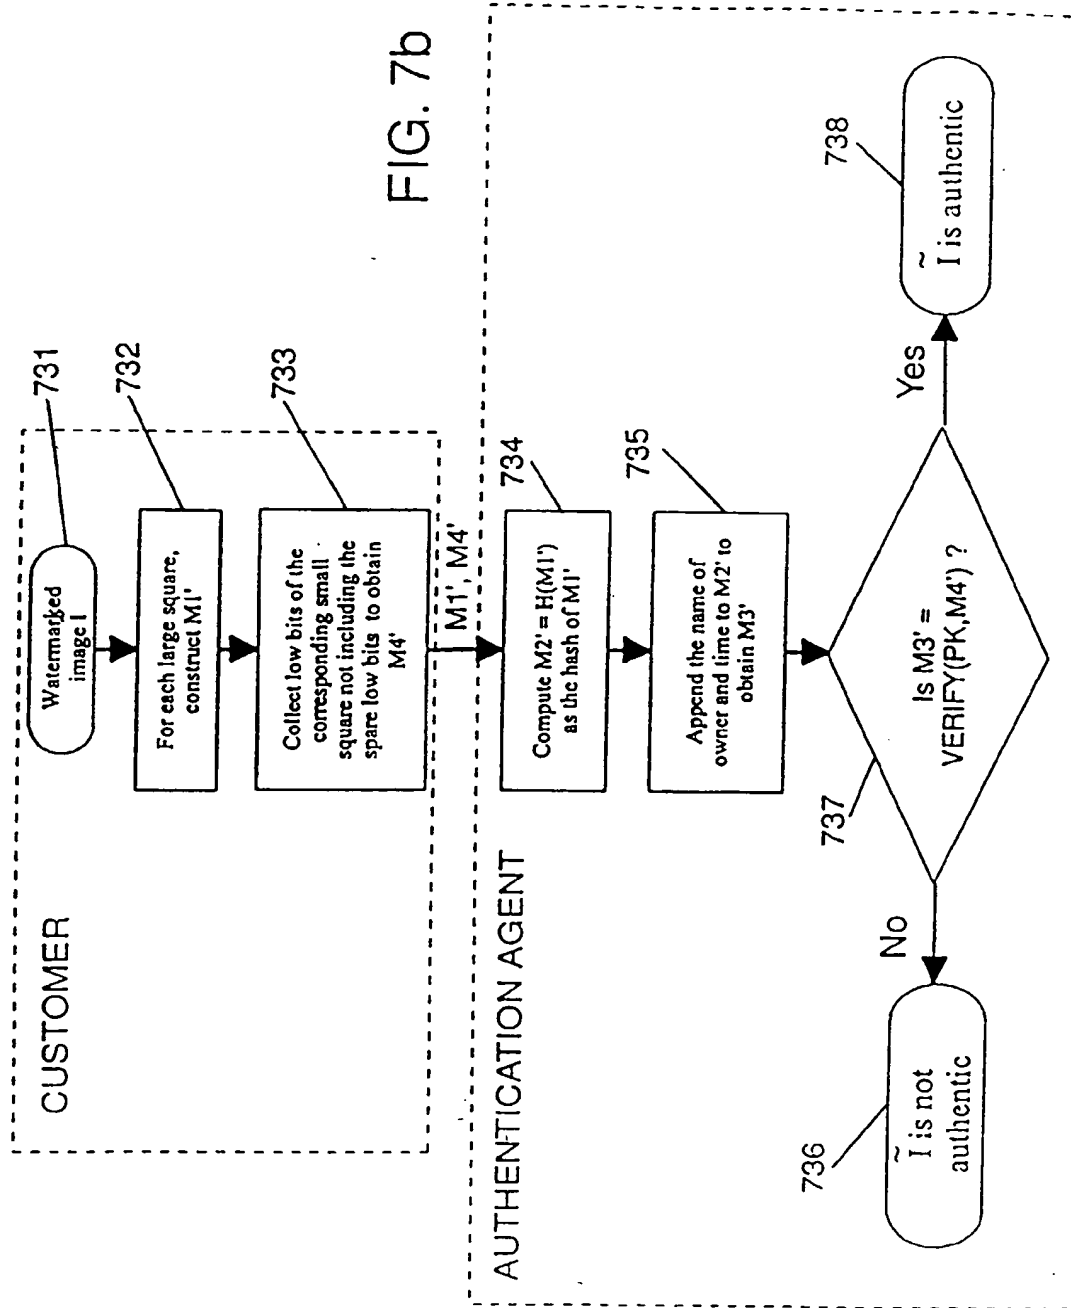 FIG. 7b
CUSTOMER
731
Watermarked
image I
732
For each large square,
construct M1'
733
Collect low bits of the
corresponding small
square not including the
spare low bits to obtain
M4'
M1', M4'
AUTHENTICATION AGENT
734
Compute M2' = H(M1')
as the hash of M1'
735
Append the name of
owner and time to M2' to
obtain M3'
737
Is M3' =
VERIFY(PK,M4') ?
No
Yes
736
Ĩ is not
authentic
738
Ĩ is authentic